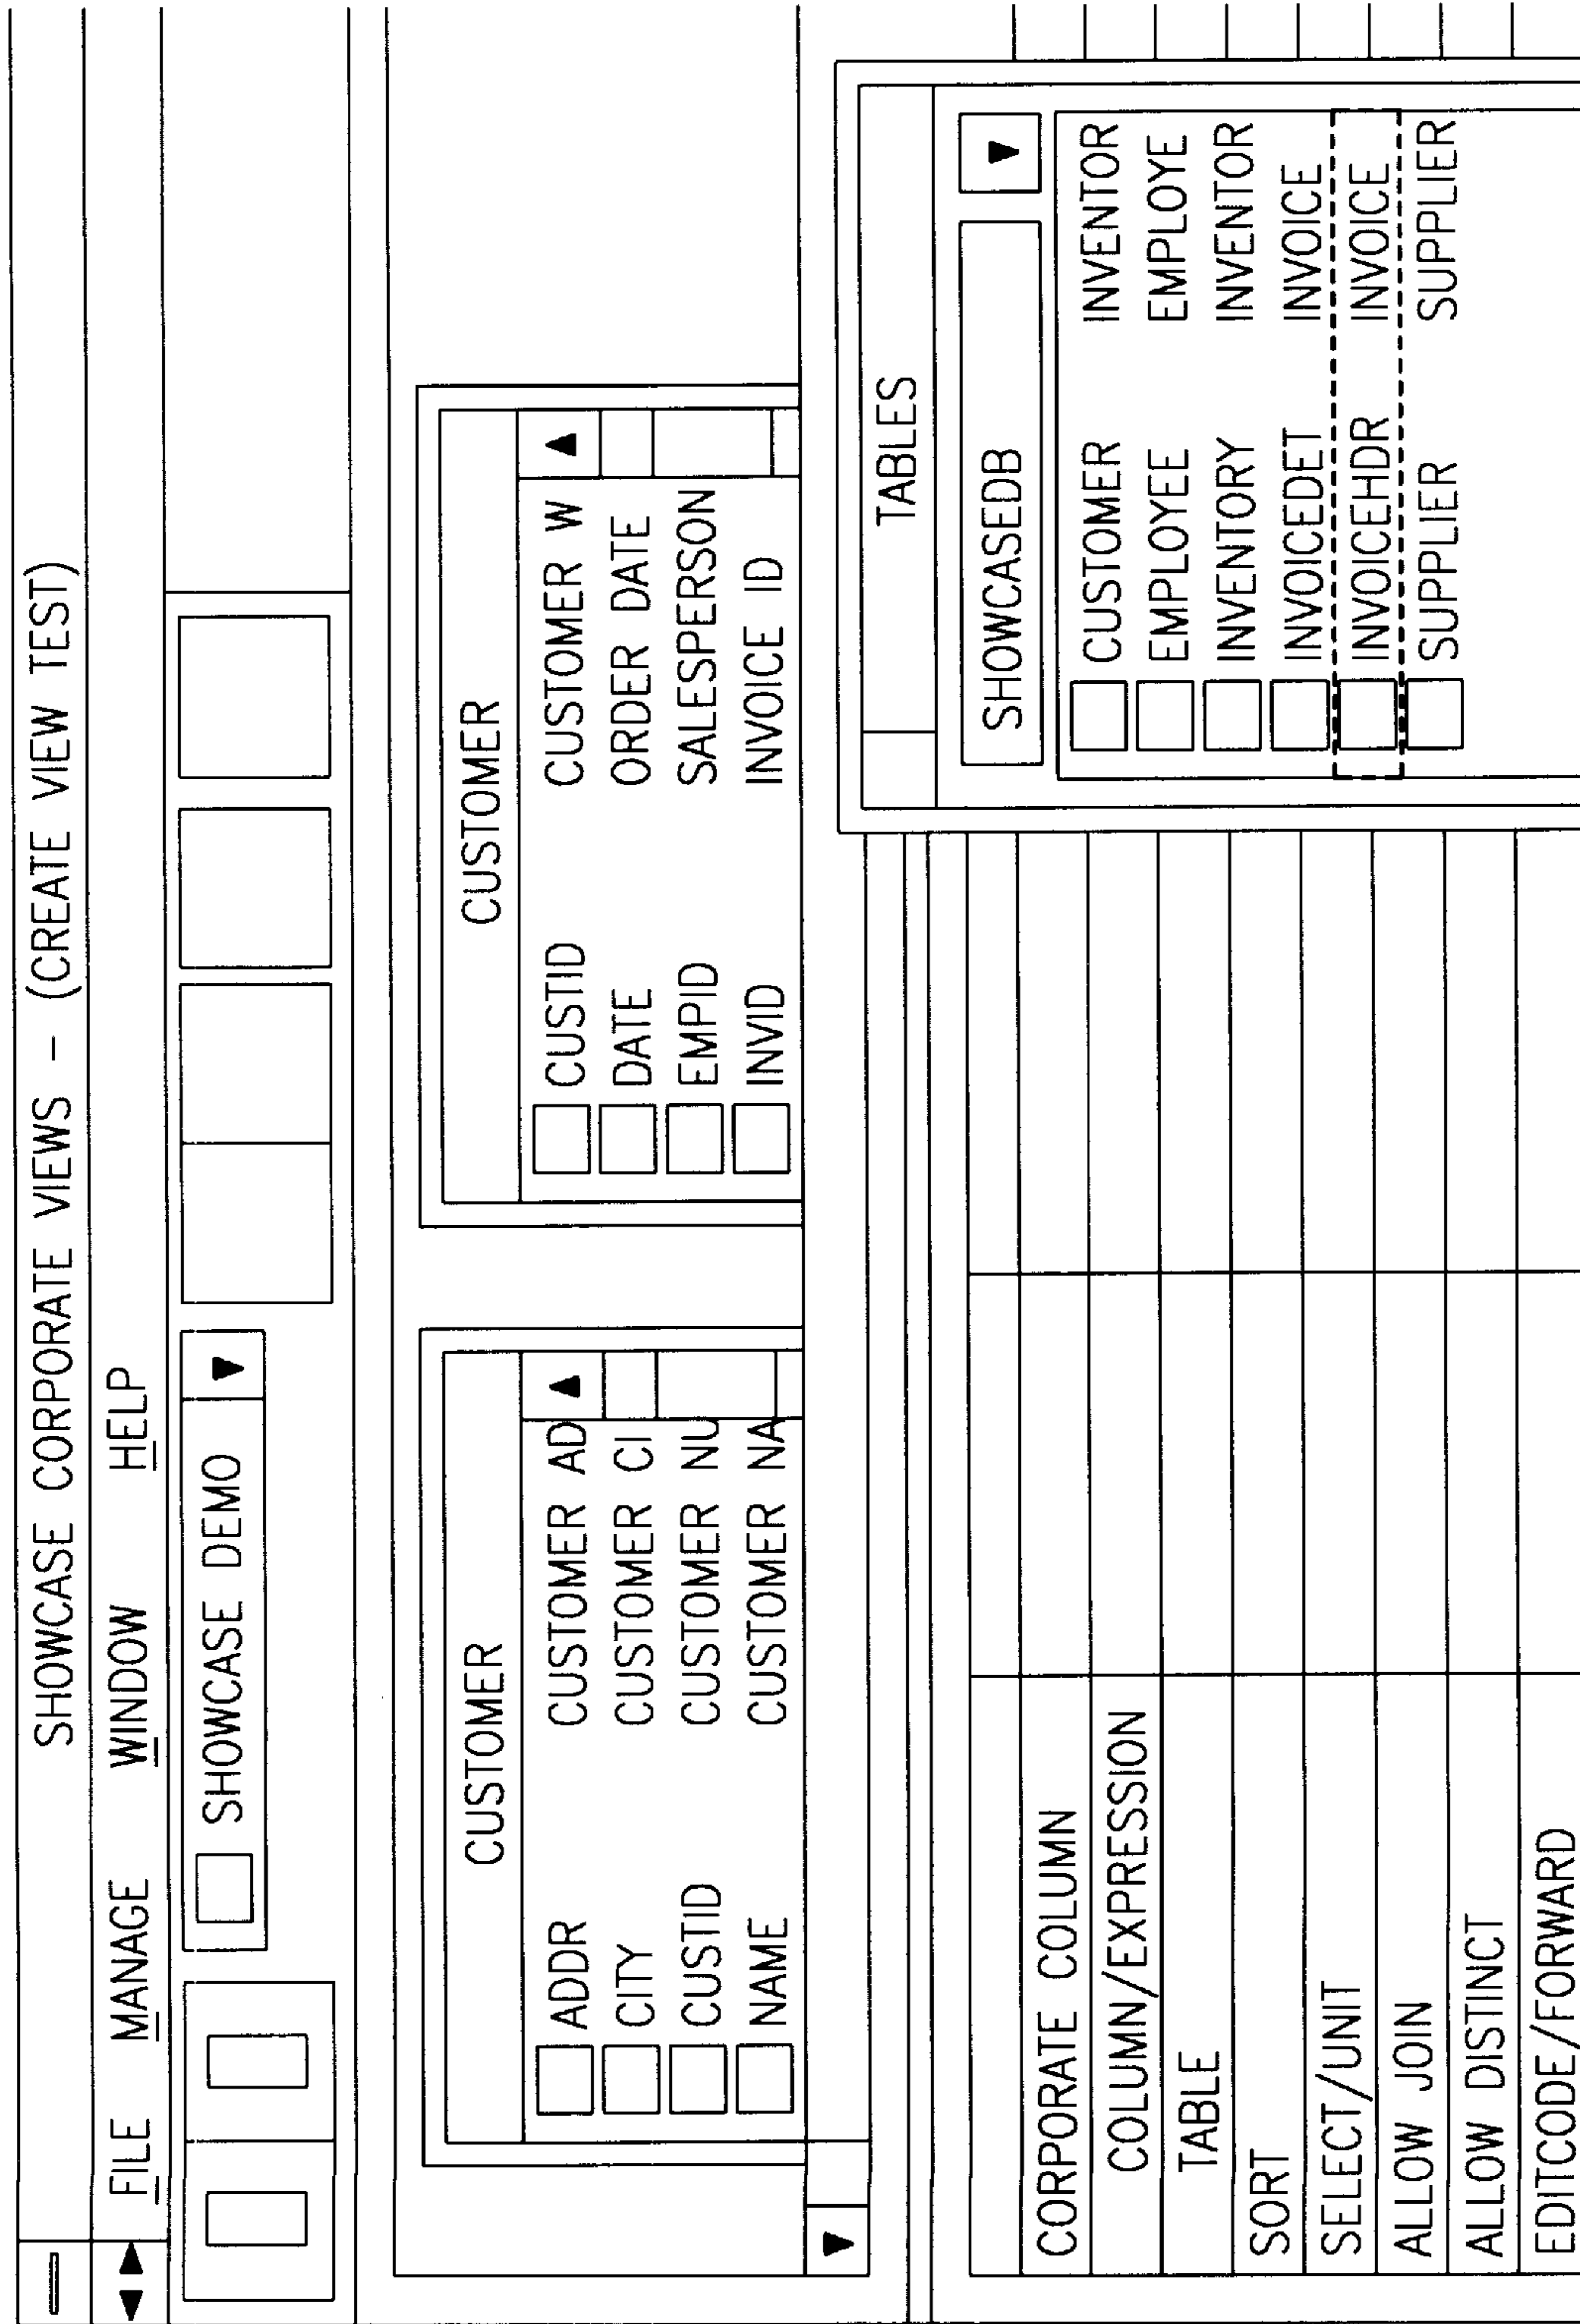 SHOWCASE CORPORATE VIEWS – (CREATE VIEW TEST)
FILE MANAGE WINDOW HELP
SHOWCASE DEMO
CUSTOMER
ADDR CUSTOMER AD
CITY CUSTOMER CI
CUSTID CUSTOMER NU
NAME CUSTOMER NA
CUSTOMER
CUSTID CUSTOMER W
DATE ORDER DATE
EMPID SALESPERSON
INVID INVOICE ID
CORPORATE COLUMN
COLUMN/EXPRESSION
TABLE
SORT
SELECT/UNIT
ALLOW JOIN
ALLOW DISTINCT
EDITCODE/FORWARD
TABLES
SHOWCASEDB
CUSTOMER INVENTOR
EMPLOYEE EMPLOYE
INVENTORY INVENTOR
INVOICEDET INVOICE
INVOICEHDR INVOICE
SUPPLIER SUPPLIER